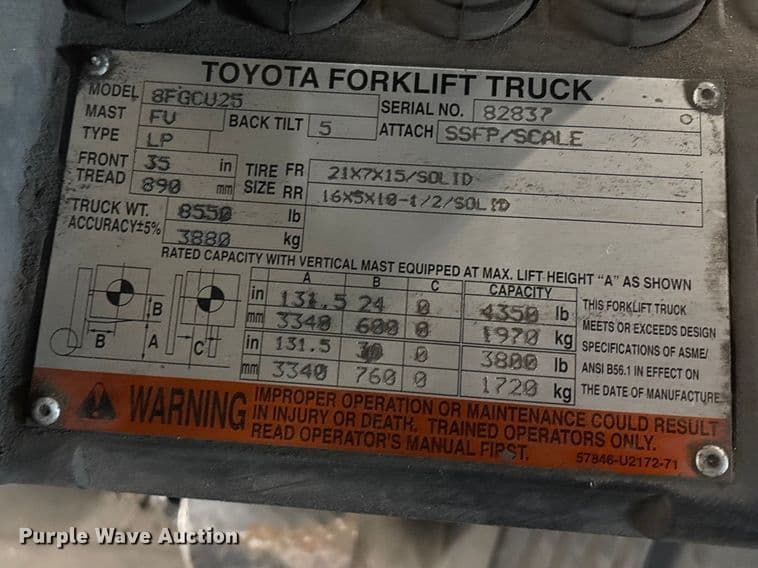 TOYOTA FORKLIFT TRUCK
MODEL 8FGCU25 SERIAL NO. 82837 0
MAST FV BACK TILT 5 ATTACH SSFP/SCALE
TYPE LP
FRONT TREAD 35 in TIRE SIZE FR 21X7X15/SOLID
890 mm RR 16X5X10-1/2/SOLID
TRUCK WT. 8550 lb
ACCURACY±5% 3880 kg
RATED CAPACITY WITH VERTICAL MAST EQUIPPED AT MAX. LIFT HEIGHT "A" AS SHOWN
A B C CAPACITY
in 131.5 24 0 4350 lb
mm 3340 600 0 1970 kg
in 131.5 30 0 3800 lb
mm 3340 760 0 1720 kg
B
B A C
THIS FORKLIFT TRUCK
MEETS OR EXCEEDS DESIGN
SPECIFICATIONS OF ASME/
ANSI B56.1 IN EFFECT ON
THE DATE OF MANUFACTURE
WARNING
IMPROPER OPERATION OR MAINTENANCE COULD RESULT
IN INJURY OR DEATH. TRAINED OPERATORS ONLY.
READ OPERATOR'S MANUAL FIRST.
57846-U2172-71
Purple Wave Auction